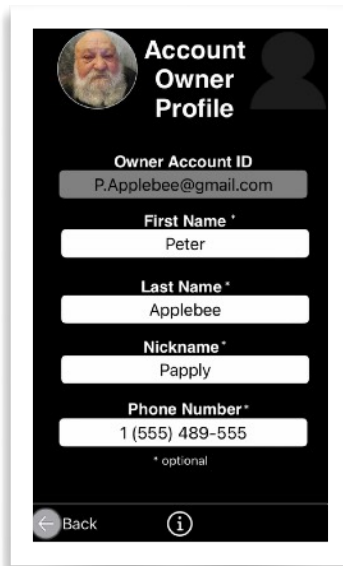 Account
Owner
Profile
Owner Account ID
P.Applebee@gmail.com
First Name *
Peter
Last Name *
Applebee
Nickname *
Papply
Phone Number *
1 (555) 489-555
* optional
Back